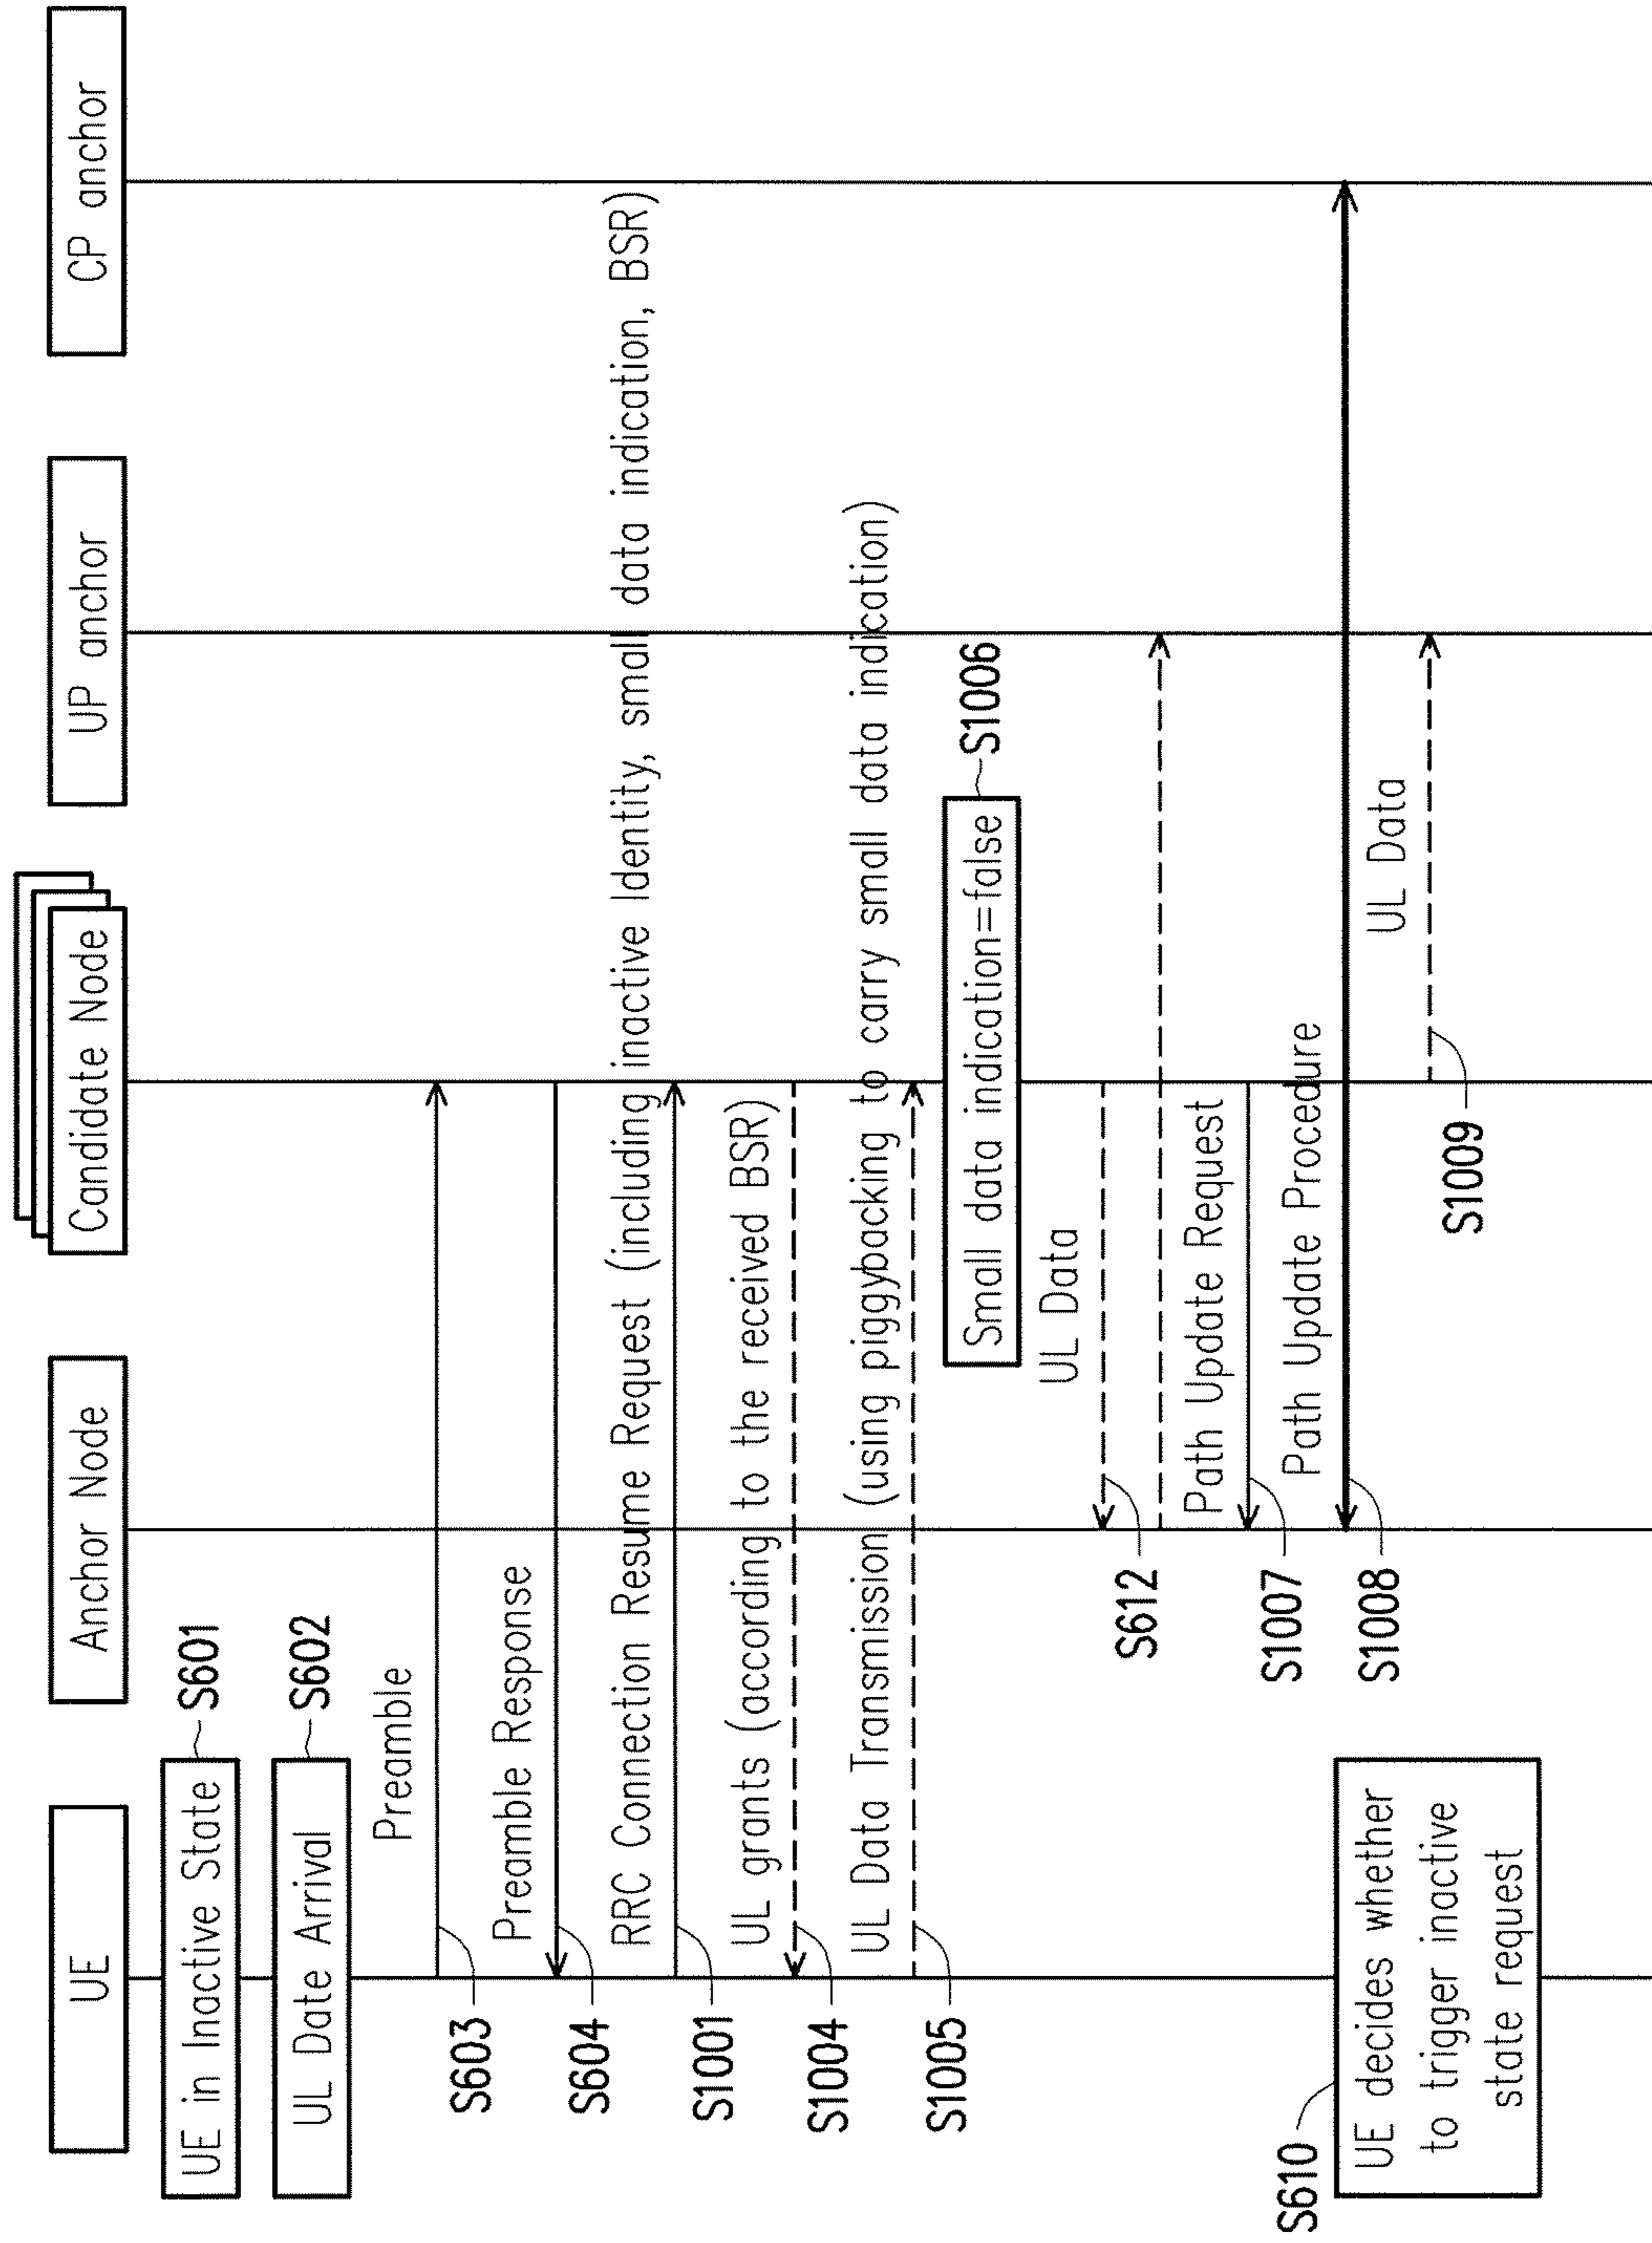 UE
Anchor Node
Candidate Node
UP anchor
CP anchor
UE in Inactive State
S601
UL Date Arrival
S602
Preamble
S603
Preamble Response
S604
RRC Connection Resume Request (including inactive Identity, small data indication, BSR)
S1001
UL grants (according to the received BSR)
S1004
UL Data Transmission (using piggybacking to carry small data indication)
S1005
Small data indication=false
S1006
UL Data
S612
Path Update Request
S1007
Path Update Procedure
S1008
UL Data
S1009
S610
UE decides whether
to trigger inactive
state request